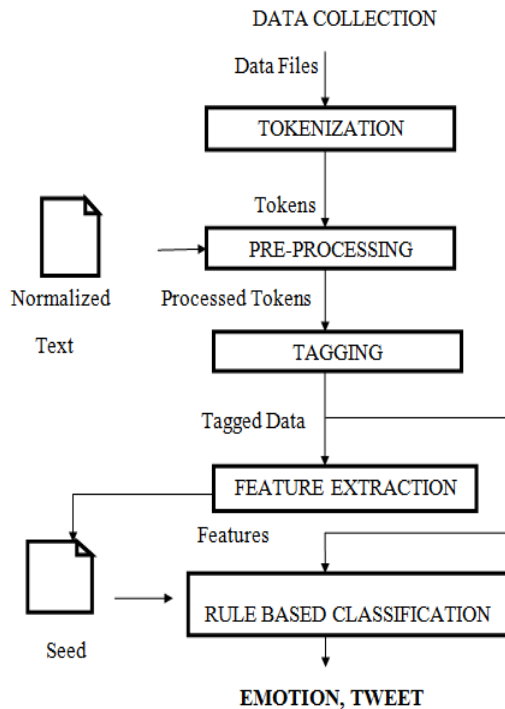 DATA COLLECTION
Data Files
TOKENIZATION
Tokens
PRE-PROCESSING
Normalized
Text
Processed Tokens
TAGGING
Tagged Data
FEATURE EXTRACTION
Features
Seed
RULE BASED CLASSIFICATION
EMOTION, TWEET